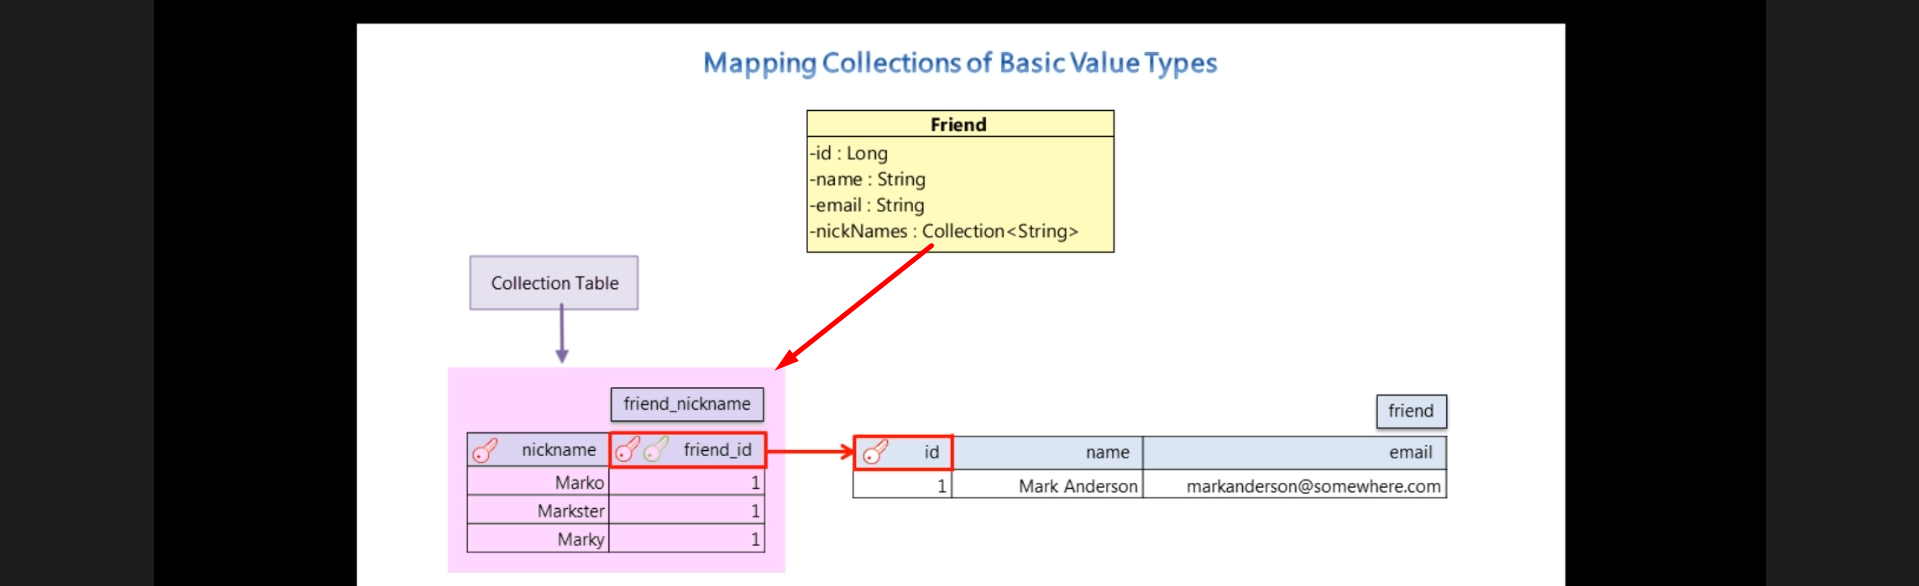 Mapping Collections of Basic Value Types
Friend
-id : Long
-name : String
-email : String
-nickNames : Collection<String>
Collection Table
friend_nickname
nickname friend_id
Marko 1
Markster 1
Marky 1
friend
id name email
1 Mark Anderson markanderson@somewhere.com